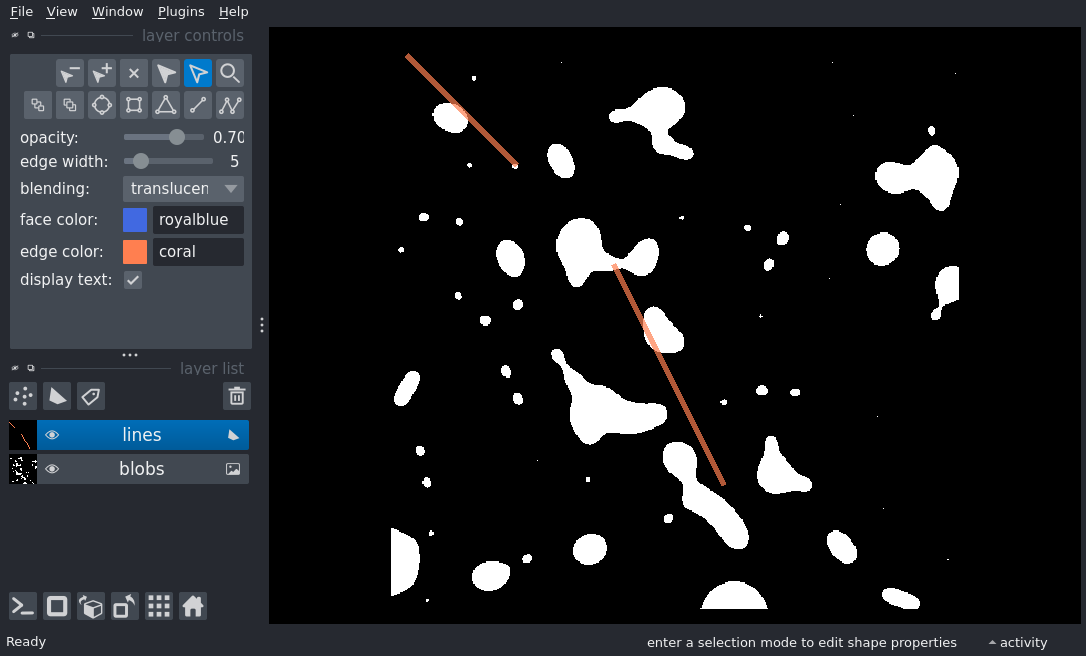 File View Window Plugins Help
layer controls
opacity: 0.70
edge width: 5
blending: translucen
face color: royalblue
edge color: coral
display text:
layer list
lines
blobs
Ready enter a selection mode to edit shape properties activity